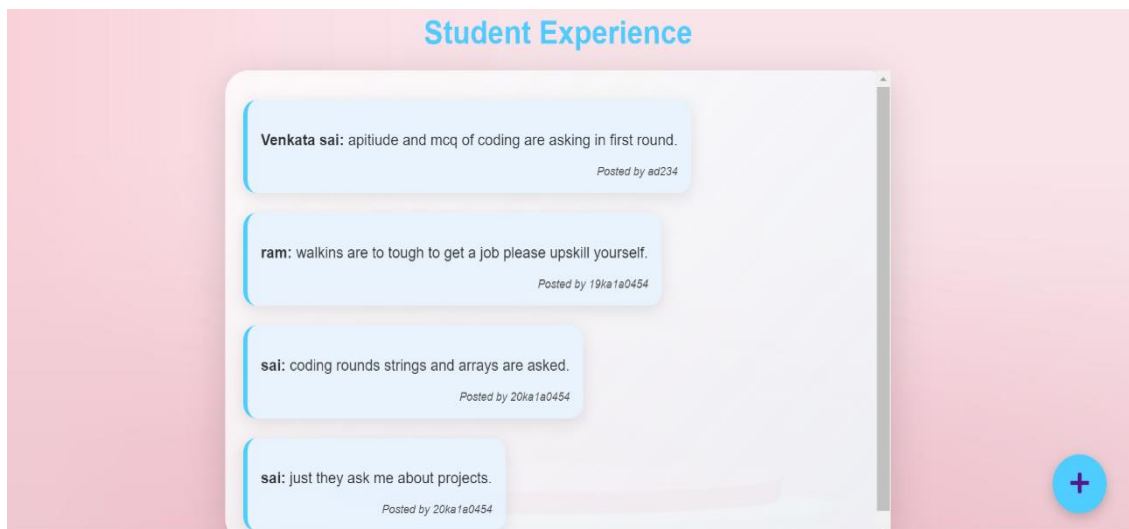 Student Experience
Venkata sai: apitiude and mcq of coding are asking in first round.
Posted by ad234
ram: walkins are to tough to get a job please upskill yourself.
Posted by 19ka1a0454
sai: coding rounds strings and arrays are asked.
Posted by 20ka1a0454
sai: just they ask me about projects.
Posted by 20ka1a0454
+